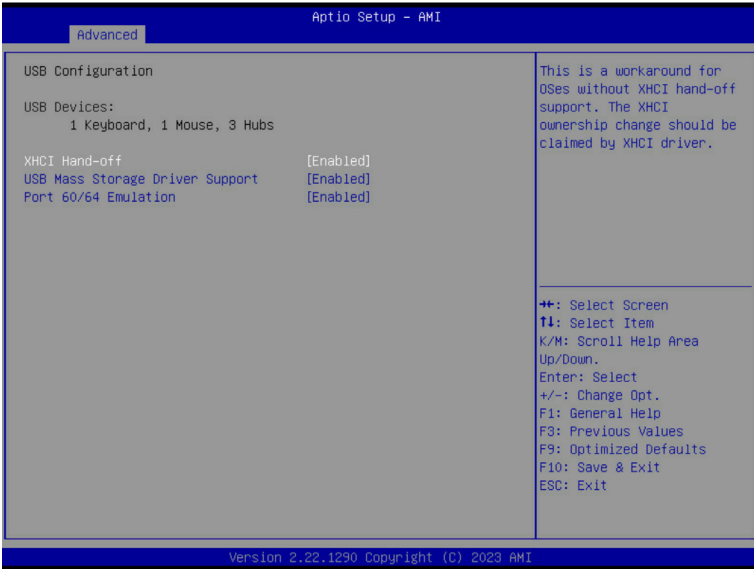 Aptio Setup – AMI
Advanced
USB Configuration
USB Devices:
1 Keyboard, 1 Mouse, 3 Hubs
XHCI Hand-off [Enabled]
USB Mass Storage Driver Support [Enabled]
Port 60/64 Emulation [Enabled]
This is a workaround for
OSes without XHCI hand-off
support. The XHCI
ownership change should be
claimed by XHCI driver.
→←: Select Screen
↑↓: Select Item
K/M: Scroll Help Area
Up/Down.
Enter: Select
+/-: Change Opt.
F1: General Help
F3: Previous Values
F9: Optimized Defaults
F10: Save & Exit
ESC: Exit
Version 2.22.1290 Copyright (C) 2023 AMI